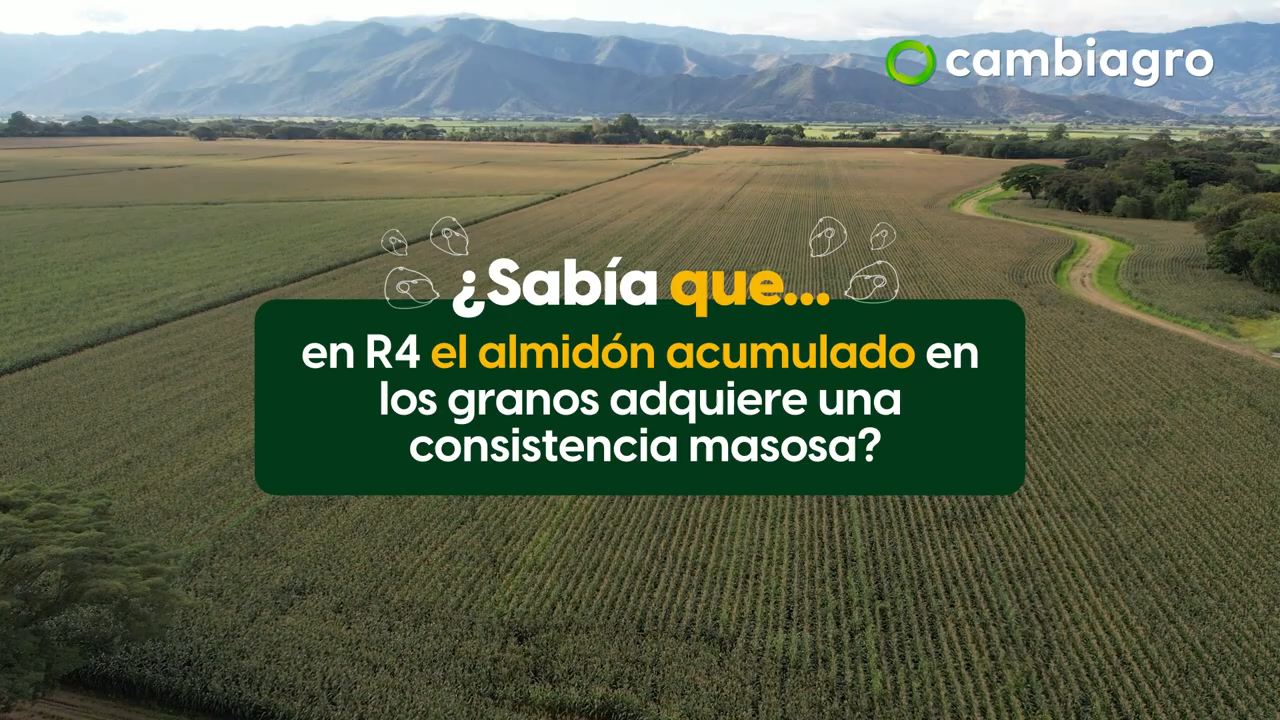 cambiagro
¿Sabía que...
en R4 el almidón acumulado en
los granos adquiere una
consistencia masosa?